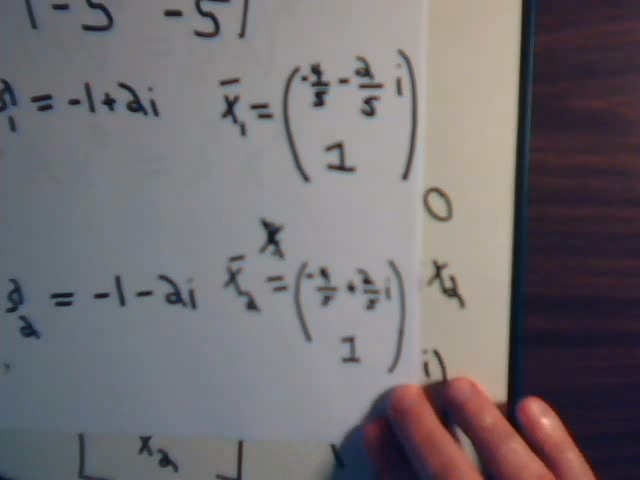 -5 -5
λ₁ = -1+2i x̄₁ = (-4/5 - 2/5 i
1)
0
x
λ₂ = -1-2i x̄₂ = (-4/5 + 2/5 i
1)
i)
x₂